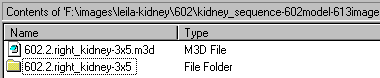 Contents of 'F:\images\leila-kidney\602\kidney_sequence-602model-613image
Name Type
602.2.right_kidney-3x5.m3d M3D File
602.2.right_kidney-3x5 File Folder